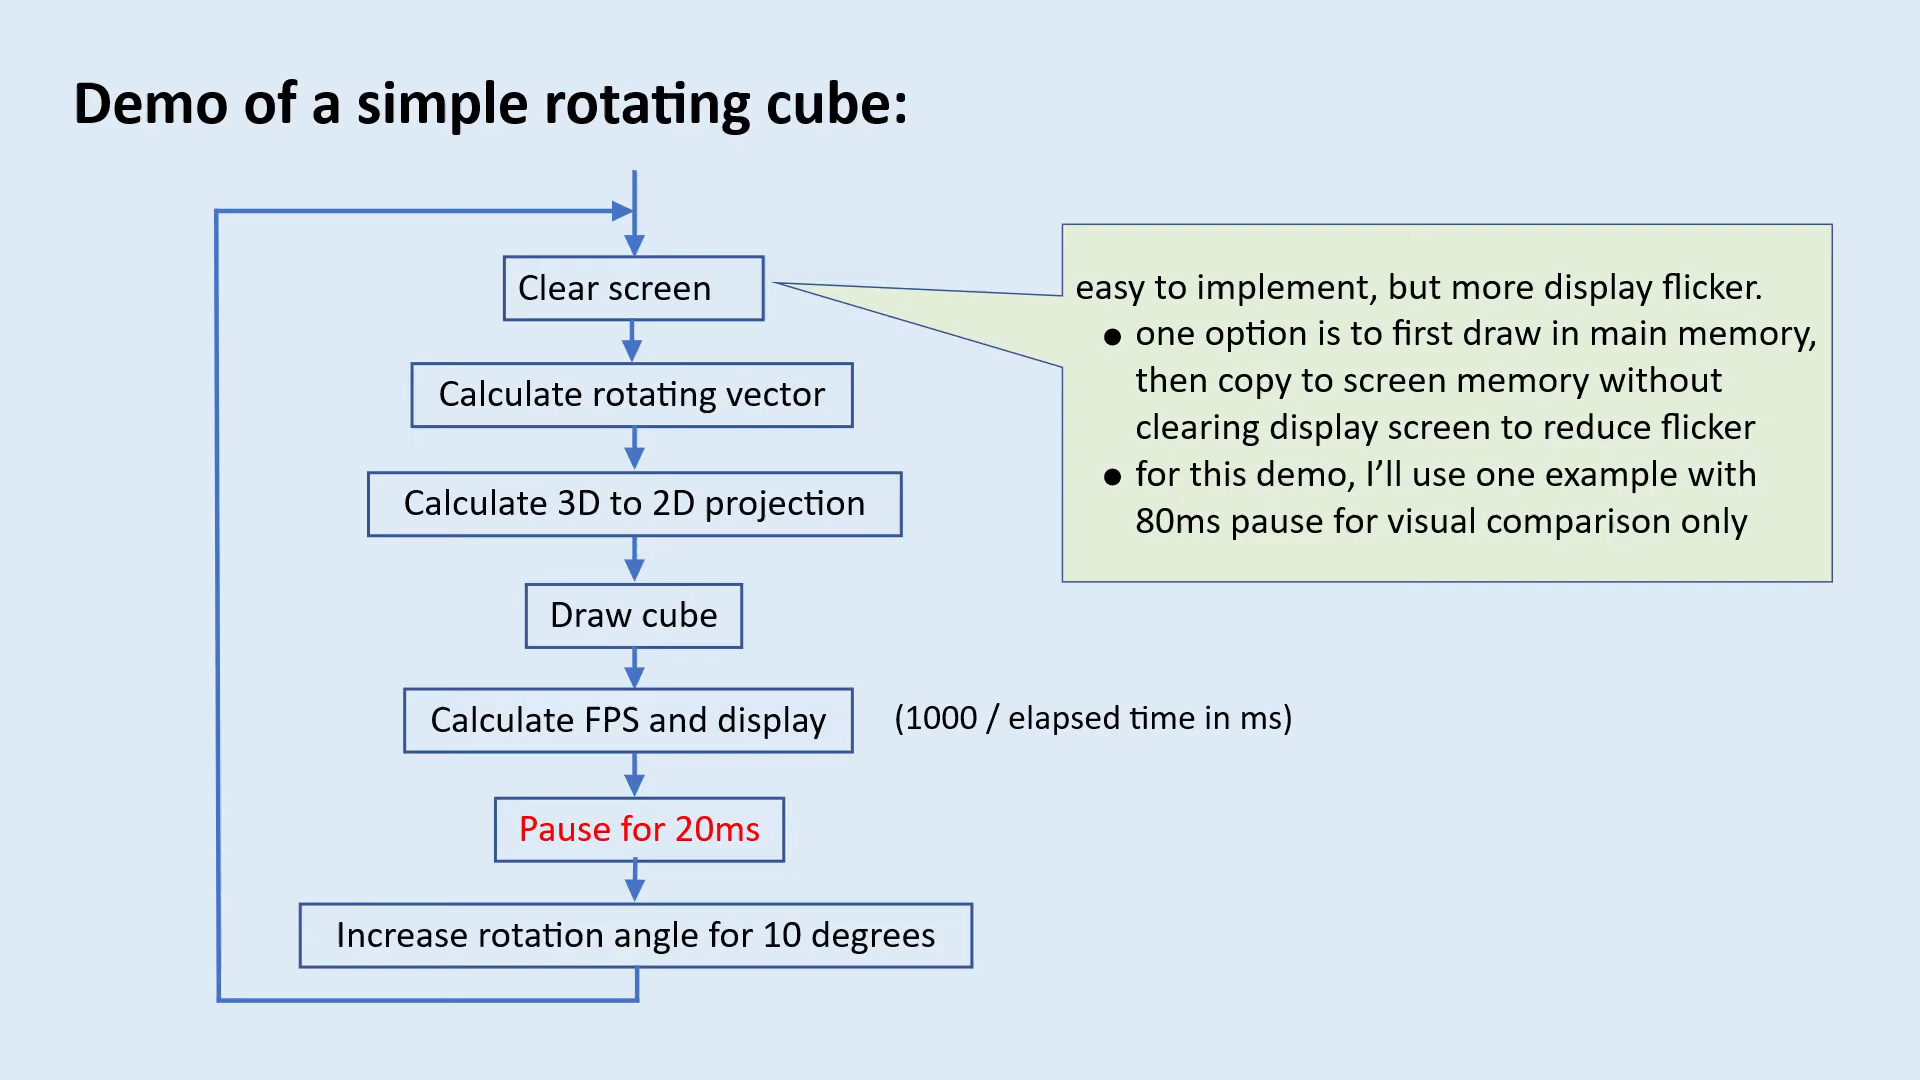 Demo of a simple rotating cube:
Clear screen
Calculate rotating vector
Calculate 3D to 2D projection
Draw cube
Calculate FPS and display
(1000 / elapsed time in ms)
Pause for 20ms
Increase rotation angle for 10 degrees
easy to implement, but more display flicker.
● one option is to first draw in main memory,
then copy to screen memory without
clearing display screen to reduce flicker
● for this demo, I’ll use one example with
80ms pause for visual comparison only